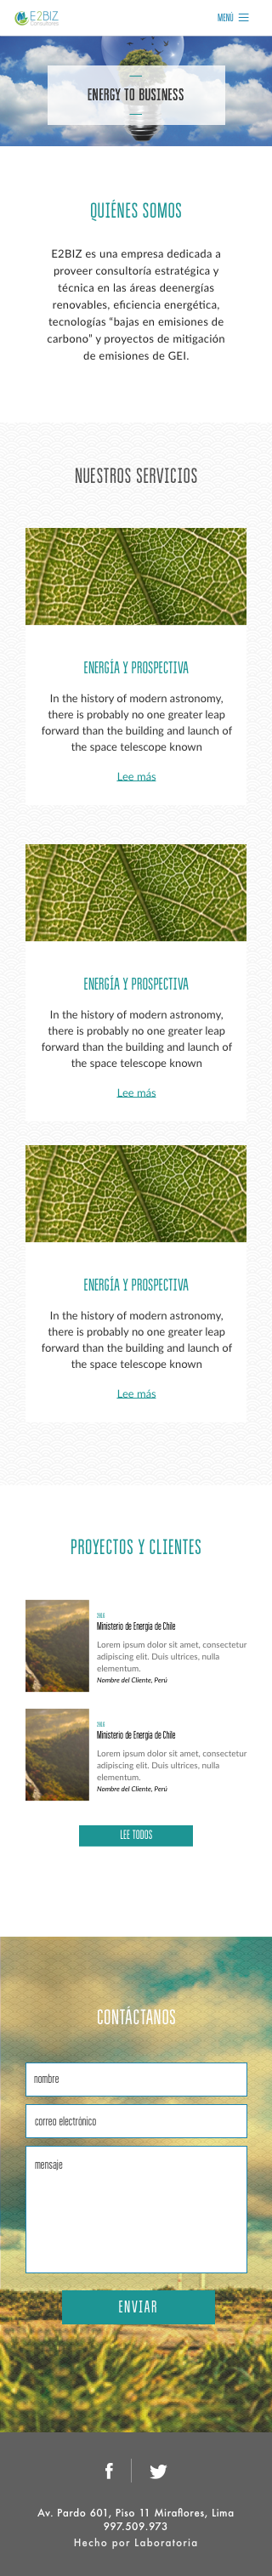 E2BIZ
Consultores
MENÚ
ENERGY TO BUSINESS
QUIÉNES SOMOS
E2BIZ es una empresa dedicada a
proveer consultoría estratégica y
técnica en las áreas deenergías
renovables, eficiencia energética,
tecnologías “bajas en emisiones de
carbono” y proyectos de mitigación
de emisiones de GEI.
NUESTROS SERVICIOS
ENERGÍA Y PROSPECTIVA
In the history of modern astronomy,
there is probably no one greater leap
forward than the building and launch of
the space telescope known
Lee más
ENERGÍA Y PROSPECTIVA
In the history of modern astronomy,
there is probably no one greater leap
forward than the building and launch of
the space telescope known
Lee más
ENERGÍA Y PROSPECTIVA
In the history of modern astronomy,
there is probably no one greater leap
forward than the building and launch of
the space telescope known
Lee más
PROYECTOS Y CLIENTES
Ministerio de Energía de Chile
Lorem ipsum dolor sit amet, consectetur
adipiscing elit. Duis ultrices, nulla
elementum.
Nombre del Cliente, Perú
Ministerio de Energía de Chile
Lorem ipsum dolor sit amet, consectetur
adipiscing elit. Duis ultrices, nulla
elementum.
Nombre del Cliente, Perú
LEE TODOS
CONTÁCTANOS
nombre
correo electrónico
mensaje
ENVIAR
Av. Pardo 601, Piso 11 Miraflores, Lima
997.509.973
Hecho por Laboratoria